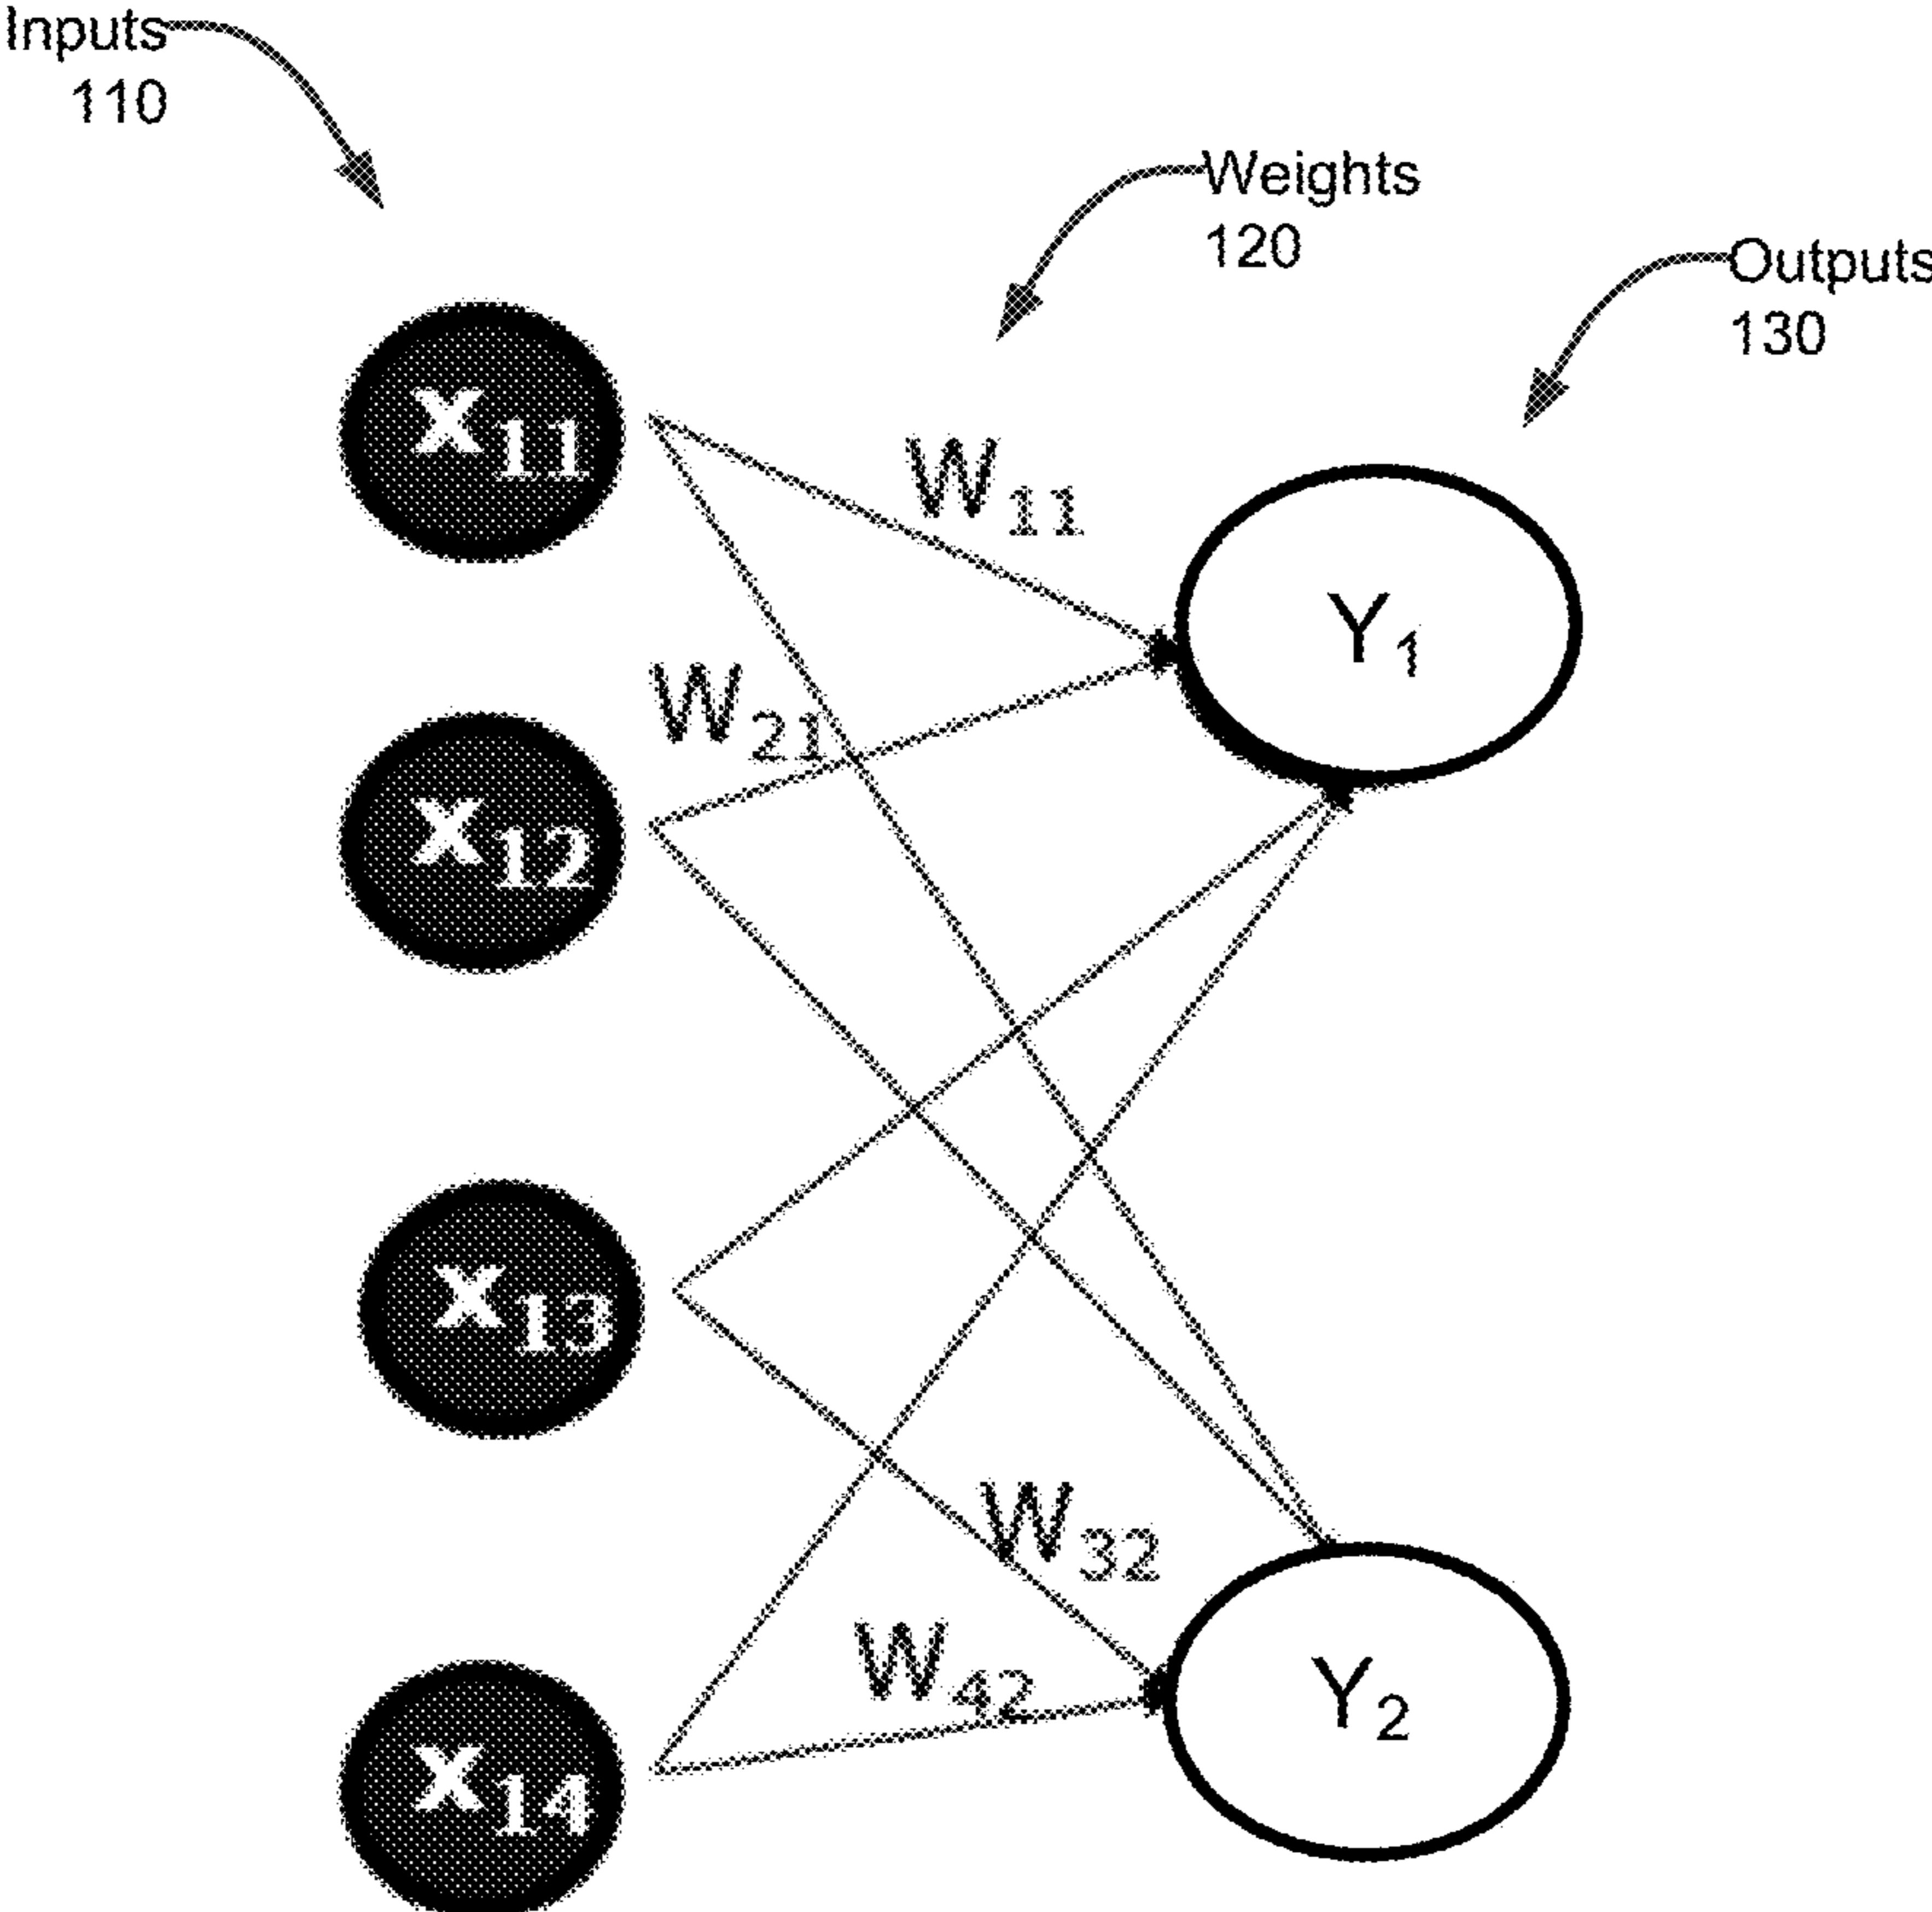 Inputs
110
Weights
120
Outputs
130
X11
W11
Y1
W21
X12
X13
W32
W42
Y2
X14